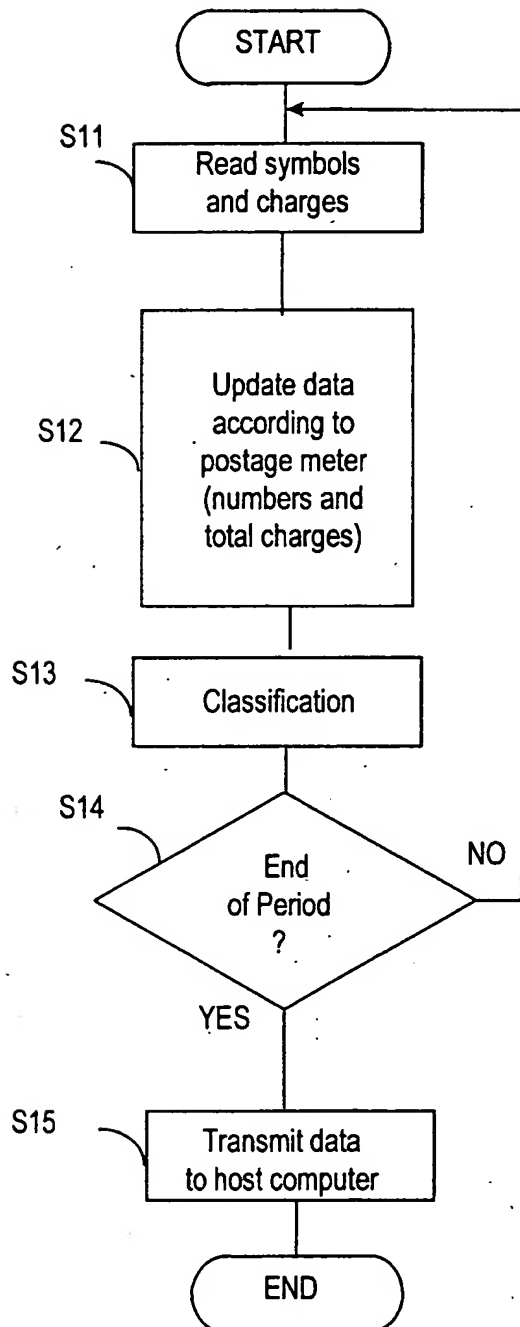 START
S11
Read symbols
and charges
S12
Update data
according to
postage meter
(numbers and
total charges)
S13
Classification
S14
End
of Period
?
NO
YES
S15
Transmit data
to host computer
END